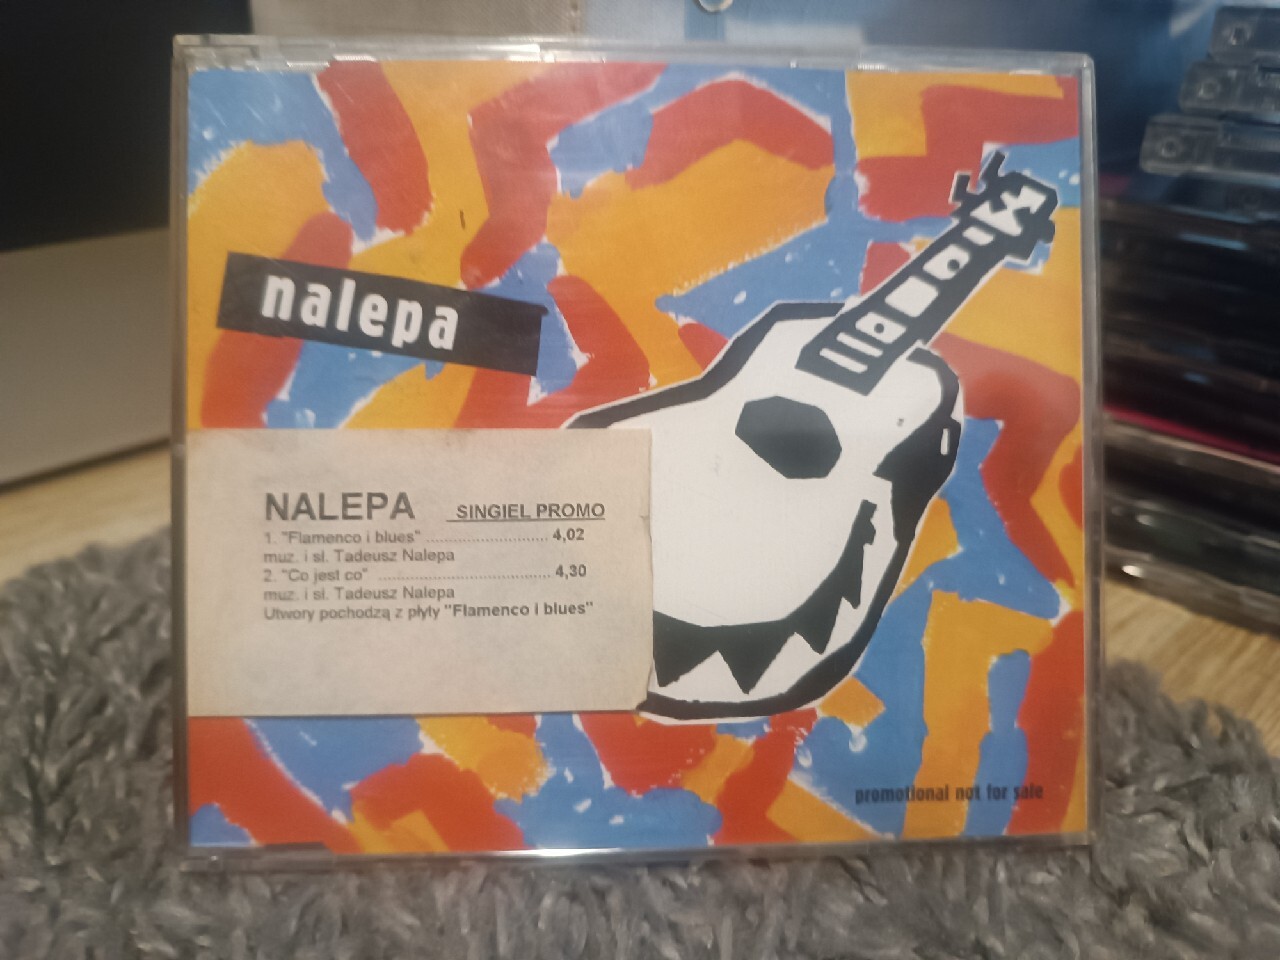 nalepa
NALEPA SINGIEL PROMO
1. "Flamenco i blues" ............................ 4,02
muz. i sł. Tadeusz Nalepa
2. "Co jest co" ....................................... 4,30
muz. i sł. Tadeusz Nalepa
Utwory pochodzą z płyty "Flamenco i blues"
promotional not for sale